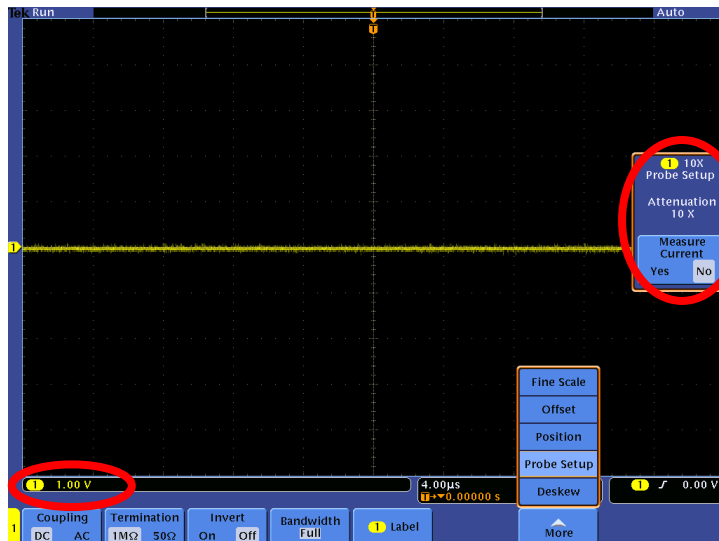 Tek Run
Auto
T
T
1 10X
Probe Setup
Attenuation
10 X
Measure
Current
Yes No
1
Fine Scale
Offset
Position
Probe Setup
Deskew
1 1.00 V
4.00µs
T→▼0.00000 s
1 0.00 V
1
Coupling
DC AC
Termination
1MΩ 50Ω
Invert
On Off
Bandwidth
Full
1 Label
More